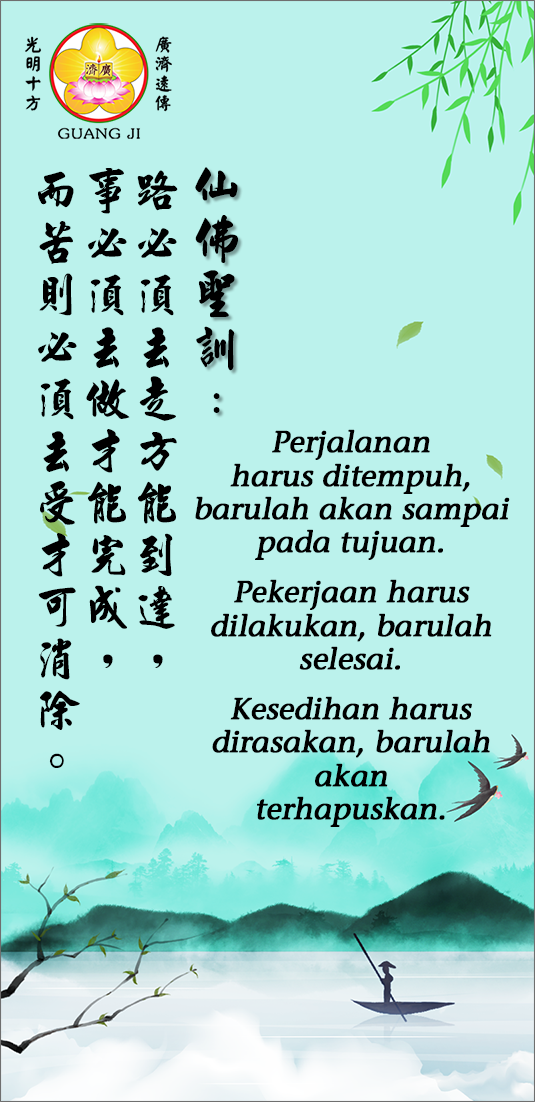 光明十方
廣濟遠傳
廣濟
GUANG JI
仙佛聖訓：
路必須去走方能到達，
事必須去做才能完成，
而苦則必須去受才可消除。
Perjalanan
harus ditempuh,
barulah akan sampai
pada tujuan.
Pekerjaan harus
dilakukan, barulah
selesai.
Kesedihan harus
dirasakan, barulah
akan
terhapuskan.